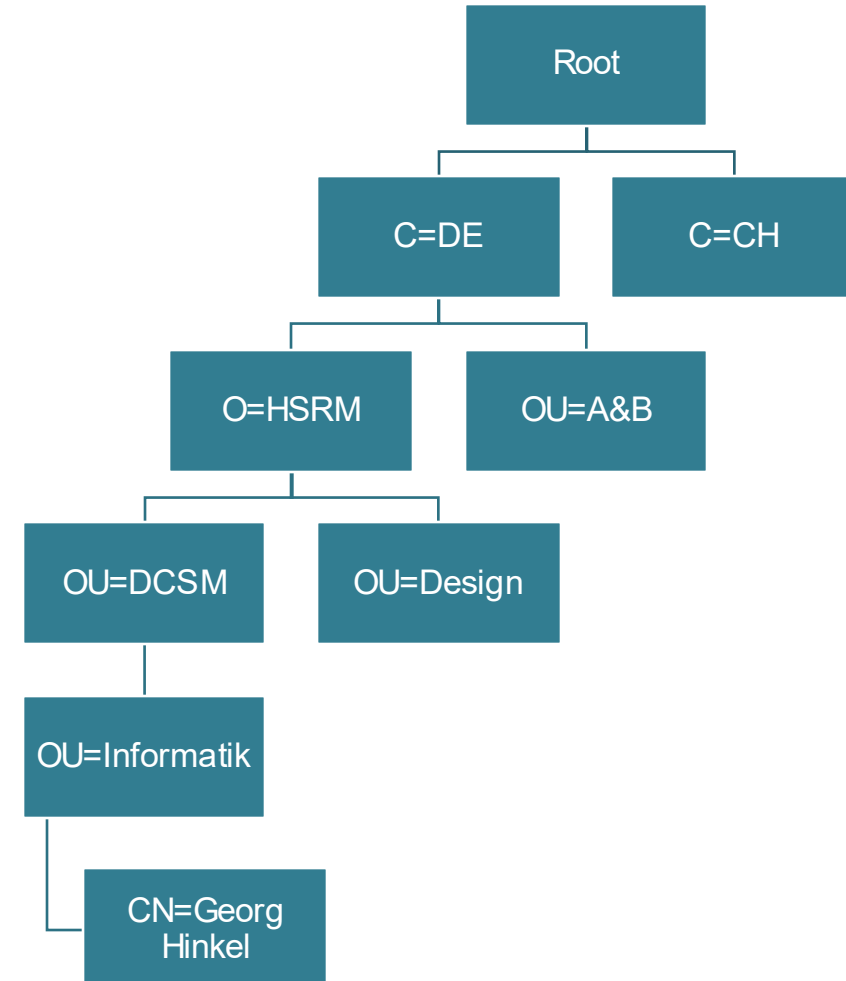 Root
C=DE
C=CH
O=HSRM
OU=A&B
OU=DCSM
OU=Design
OU=Informatik
CN=Georg
Hinkel